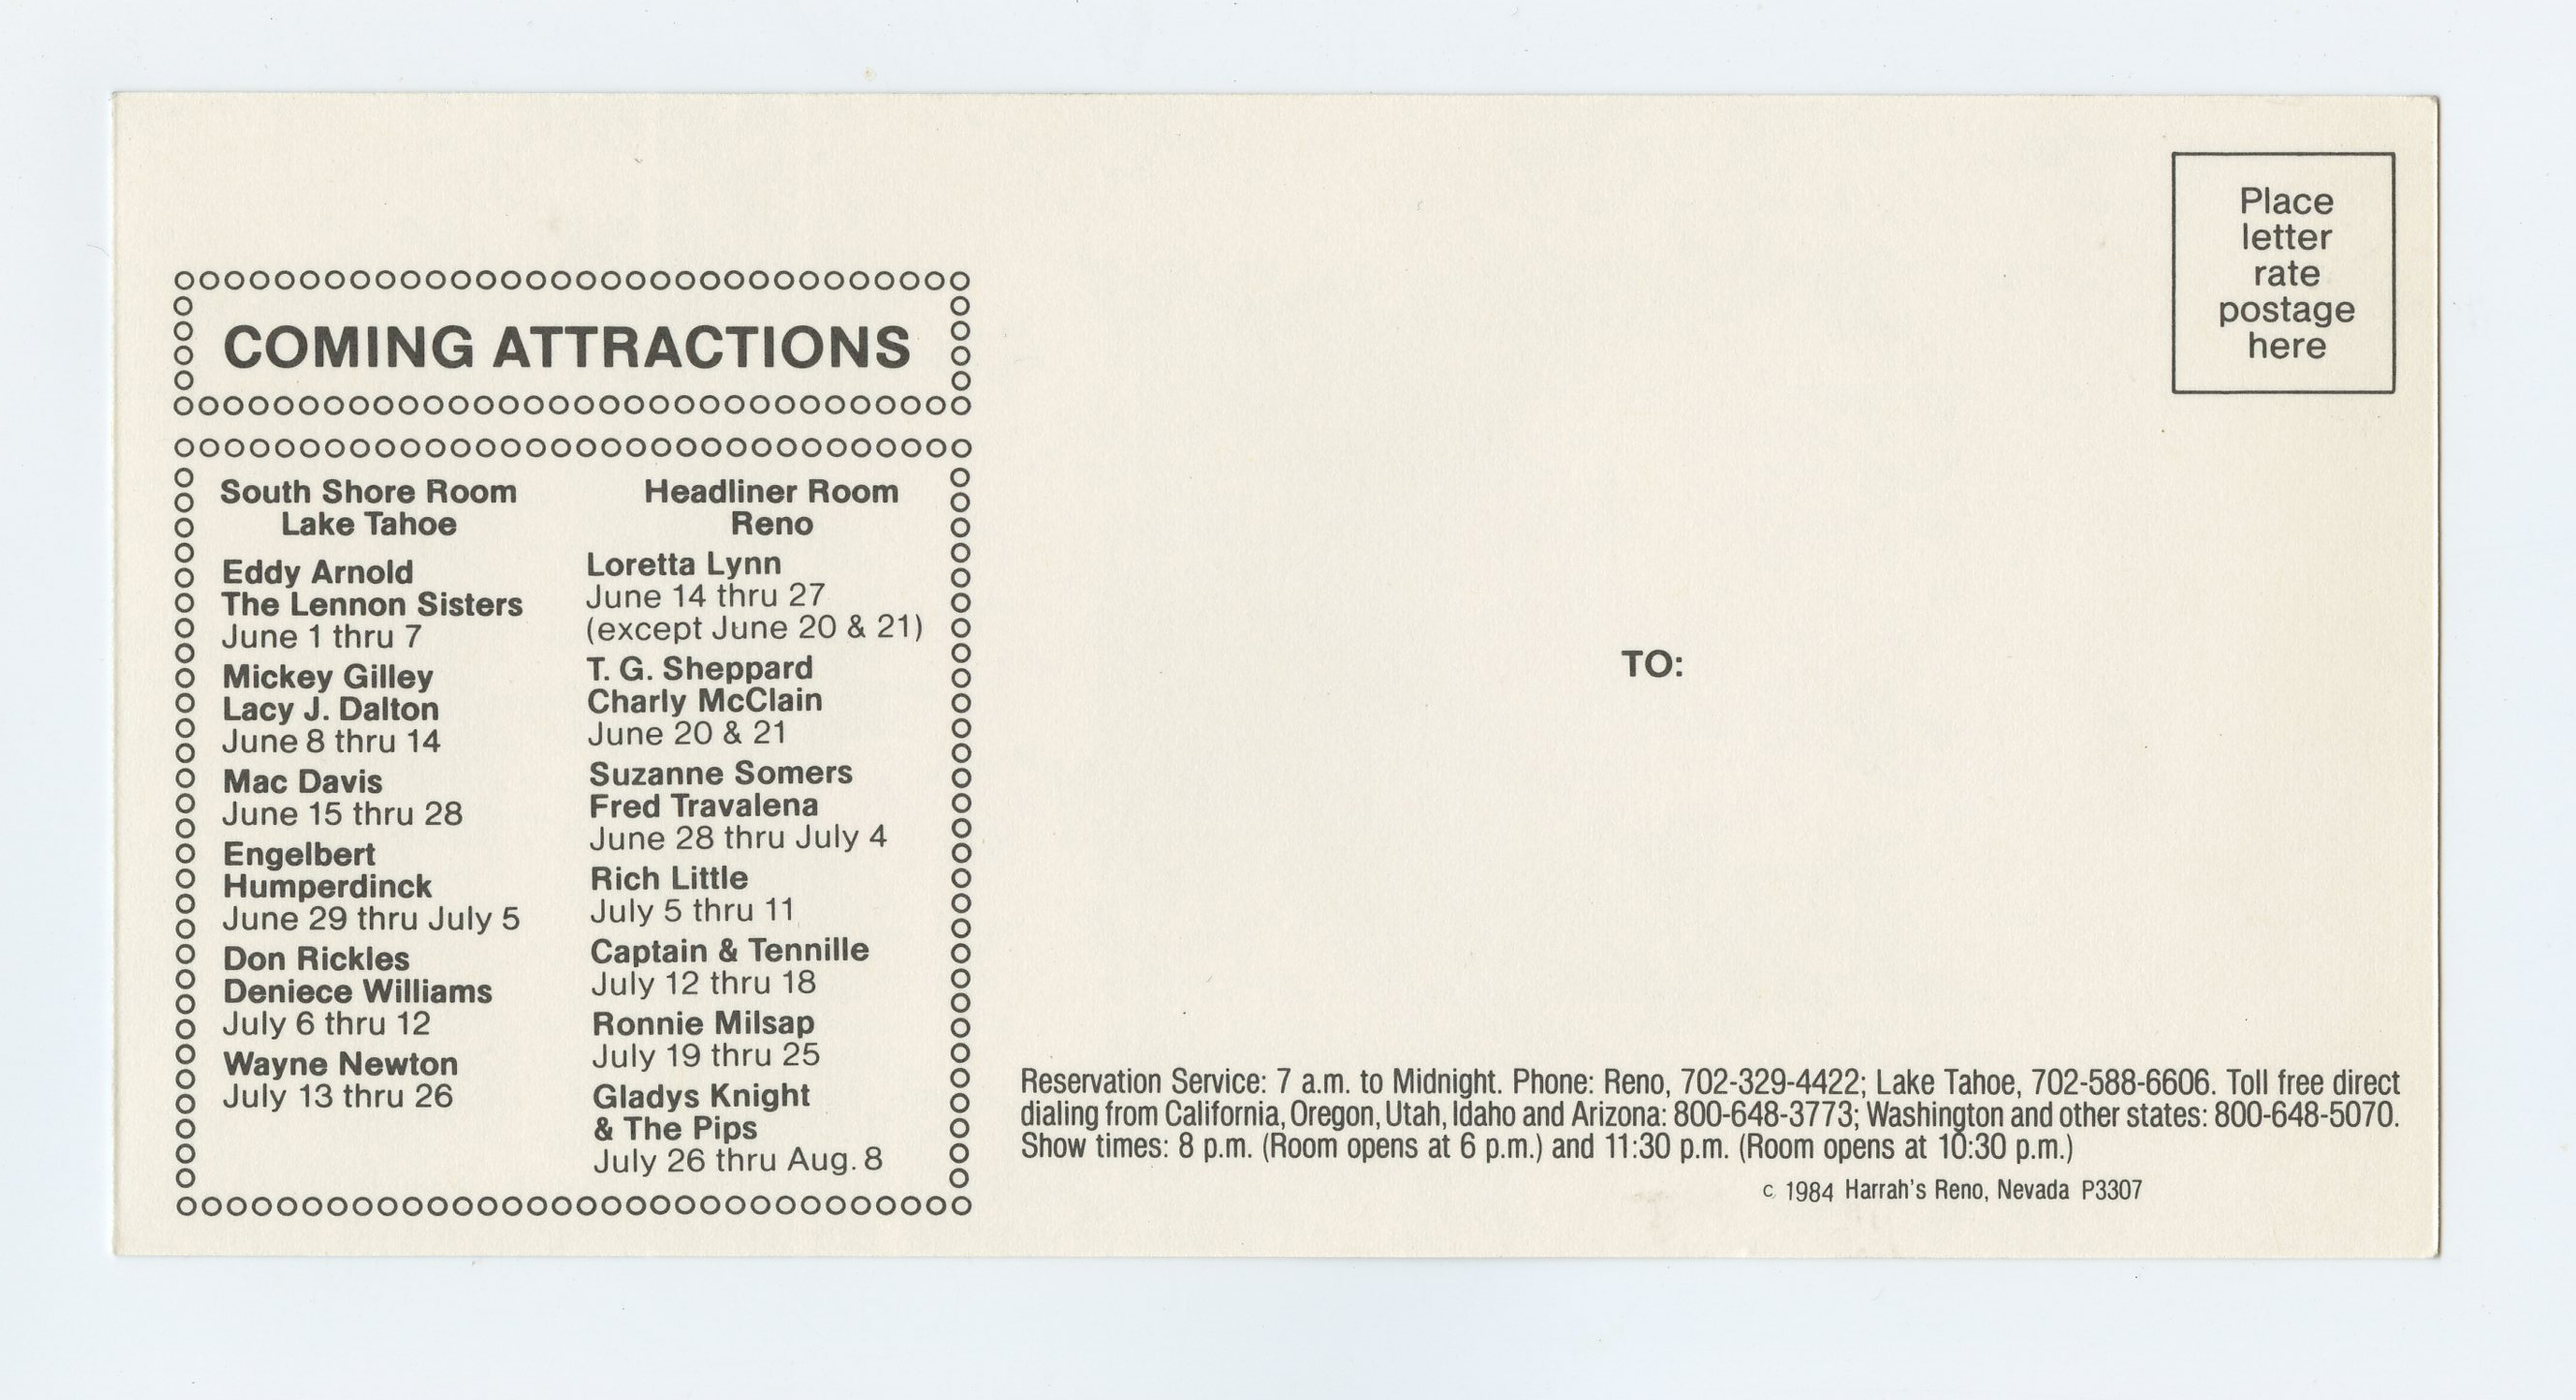 Place
letter
rate
postage
here
COMING ATTRACTIONS
South Shore Room
Lake Tahoe
Eddy Arnold
The Lennon Sisters
June 1 thru 7
Mickey Gilley
Lacy J. Dalton
June 8 thru 14
Mac Davis
June 15 thru 28
Engelbert
Humperdinck
June 29 thru July 5
Don Rickles
Deniece Williams
July 6 thru 12
Wayne Newton
July 13 thru 26
Headliner Room
Reno
Loretta Lynn
June 14 thru 27
(except June 20 & 21)
T. G. Sheppard
Charly McClain
June 20 & 21
Suzanne Somers
Fred Travalena
June 28 thru July 4
Rich Little
July 5 thru 11
Captain & Tennille
July 12 thru 18
Ronnie Milsap
July 19 thru 25
Gladys Knight
& The Pips
July 26 thru Aug. 8
TO:
Reservation Service: 7 a.m. to Midnight. Phone: Reno, 702-329-4422; Lake Tahoe, 702-588-6606. Toll free direct
dialing from California, Oregon, Utah, Idaho and Arizona: 800-648-3773; Washington and other states: 800-648-5070.
Show times: 8 p.m. (Room opens at 6 p.m.) and 11:30 p.m. (Room opens at 10:30 p.m.)
c 1984 Harrah's Reno, Nevada P3307